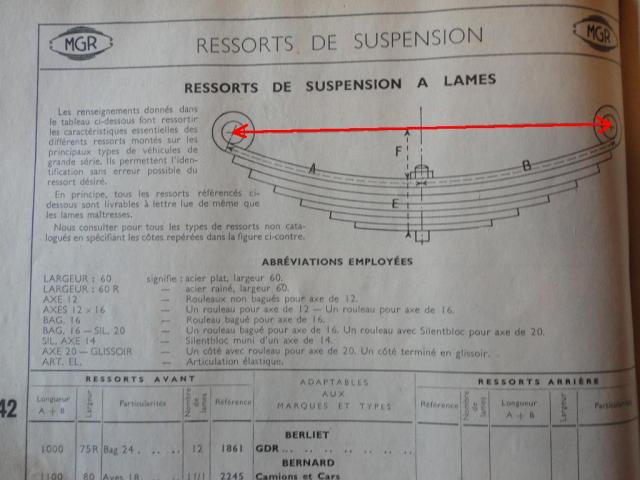 MGR
RESSORTS DE SUSPENSION
MGR
RESSORTS DE SUSPENSION A LAMES
Les renseignements donnés dans
le tableau ci-dessous font ressortir
les caractéristiques essentielles des
différents ressorts montés sur les
principaux types de véhicules de
grande série. Ils permettent l'iden-
tification sans erreur possible du
ressort désiré.
En principe, tous les ressorts référencés ci-
dessous sont livrables à lettre lue de même que
les lames maîtresses.
Nous consulter pour tous les types de ressorts non cata-
logués en spécifiant les côtes repérées dans la figure ci-contre.
F
A
B
E
ABRÉVIATIONS EMPLOYÉES
LARGEUR : 60 signifie : acier plat, largeur 60.
LARGEUR : 60 R — acier rainé, largeur 60.
AXE 12 — Rouleaux non bagués pour axe de 12.
AXES 12 × 16 — Un rouleau pour axe de 12 — Un rouleau pour axe de 16.
BAG. 16 — Rouleau bagué pour axe de 16.
BAG. 16 — SIL. 20 — Un rouleau bagué pour axe de 16. Un rouleau avec Silentbloc pour axe de 20.
SIL. AXE 14 — Silentbloc muni d'un axe de 14.
AXE 20 — GLISSOIR — Un côté avec rouleau pour axe de 20. Un côté terminé en glissoir.
ART. EL. — Articulation élastique.
42
RESSORTS AVANT
ADAPTABLES
AUX
MARQUES ET TYPES
RESSORTS ARRIÈRE
Longueur
A + B
Largeur
Particularités
Nombre
de
lames
Référence
Référence
Nombre
de
lames
Longueur
A + B
Largeur
BERLIET
1000 75R Bag 24 . . . . . 12 1861 GDR
BERNARD
1100 80 2245 Camions et Cars